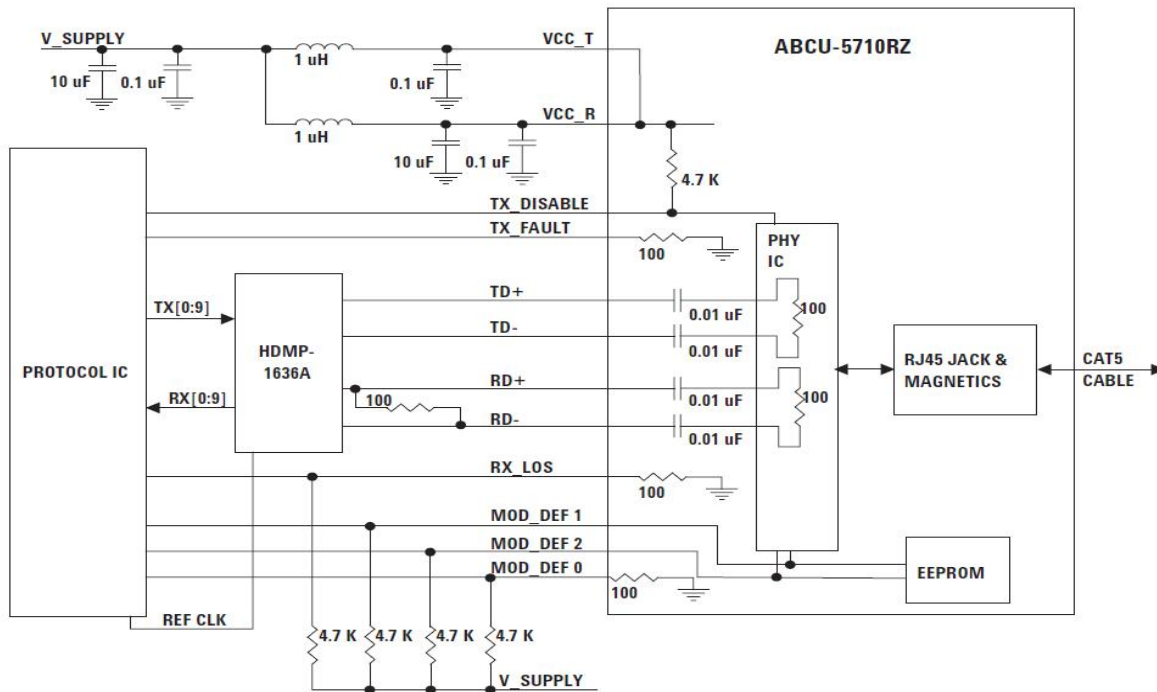 V_SUPPLY
VCC_T
ABCU-5710RZ
1 uH
10 uF
0.1 uF
0.1 uF
VCC_R
1 uH
10 uF
0.1 uF
4.7 K
TX_DISABLE
TX_FAULT
100
PHY
IC
TX[0:9]
HDMP-
1636A
TD+
0.01 uF
100
TD-
0.01 uF
PROTOCOL IC
RJ45 JACK &
MAGNETICS
CAT5
CABLE
RX[0:9]
100
RD+
0.01 uF
100
RD-
0.01 uF
RX_LOS
100
MOD_DEF 1
MOD_DEF 2
MOD_DEF 0
100
EEPROM
REF CLK
4.7 K
4.7 K
4.7 K
4.7 K
V_SUPPLY